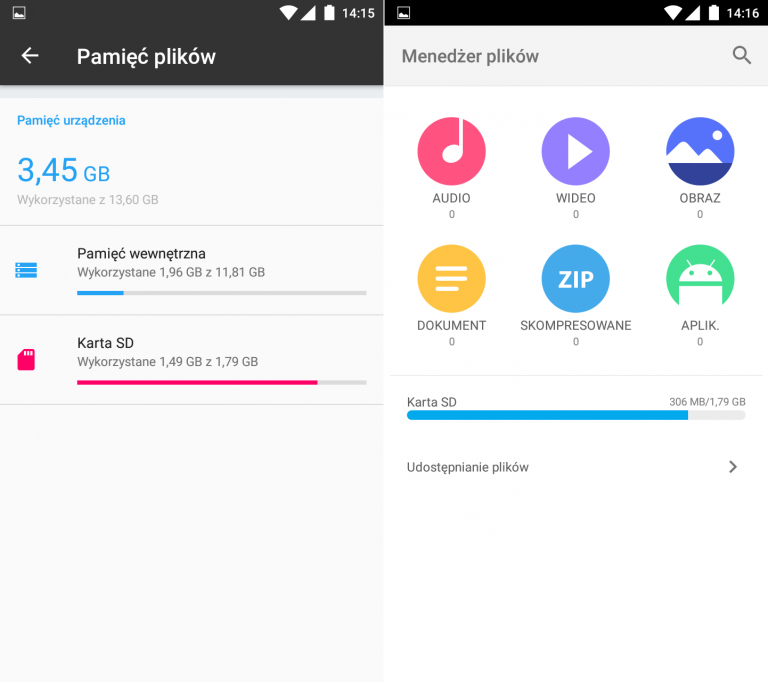 14:15
Pamięć plików
Pamięć urządzenia
3,45 GB
Wykorzystane z 13,60 GB
Pamięć wewnętrzna
Wykorzystane 1,96 GB z 11,81 GB
Karta SD
Wykorzystane 1,49 GB z 1,79 GB
14:16
Menedżer plików
AUDIO
0
WIDEO
0
OBRAZ
0
DOKUMENT
0
ZIP
SKOMPRESOWANE
0
APLIK.
0
Karta SD
306 MB/1,79 GB
Udostępnianie plików